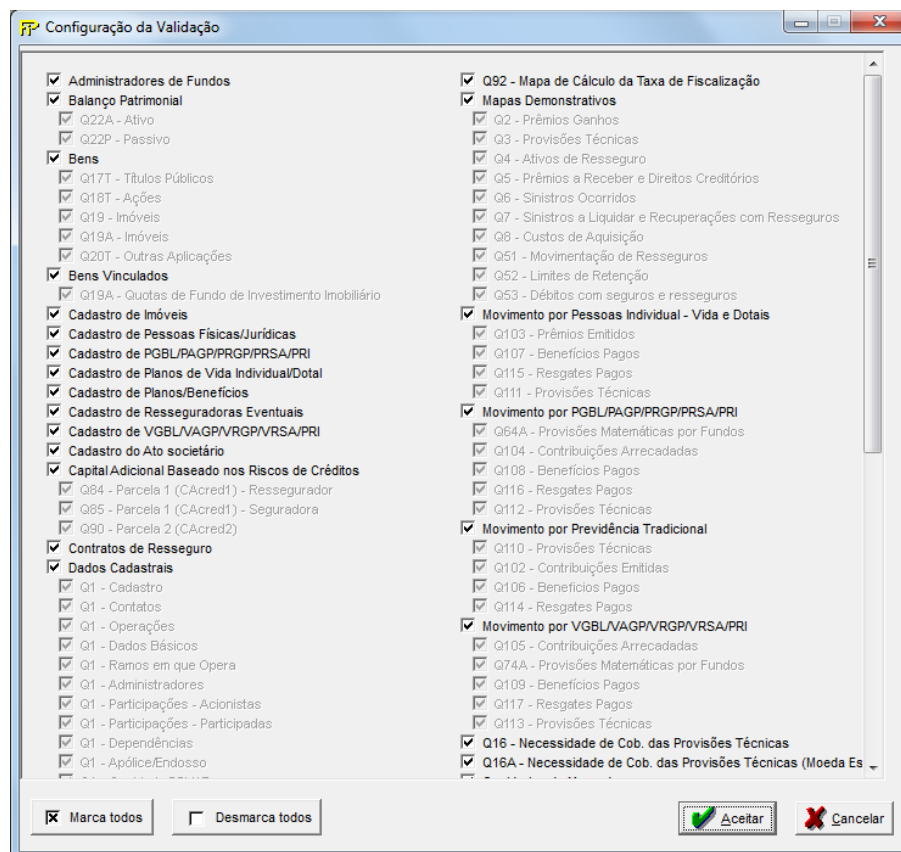 FIP Configuração da Validação
Administradores de Fundos
Balanço Patrimonial
Q22A - Ativo
Q22P - Passivo
Bens
Q17T - Títulos Públicos
Q18T - Ações
Q19 - Imóveis
Q19A - Imóveis
Q20T - Outras Aplicações
Bens Vinculados
Q19A - Quotas de Fundo de Investimento Imobiliário
Cadastro de Imóveis
Cadastro de Pessoas Físicas/Jurídicas
Cadastro de PGBL/PAGP/PRGP/PRSA/PRI
Cadastro de Planos de Vida Individual/Dotal
Cadastro de Planos/Benefícios
Cadastro de Resseguradoras Eventuais
Cadastro de VGBL/VAGP/VRGP/VRSA/PRI
Cadastro do Ato societário
Capital Adicional Baseado nos Riscos de Créditos
Q84 - Parcela 1 (CAcred1) - Ressegurador
Q85 - Parcela 1 (CAcred1) - Seguradora
Q90 - Parcela 2 (CAcred2)
Contratos de Resseguro
Dados Cadastrais
Q1 - Cadastro
Q1 - Contatos
Q1 - Operações
Q1 - Dados Básicos
Q1 - Ramos em que Opera
Q1 - Administradores
Q1 - Participações - Acionistas
Q1 - Participações - Participadas
Q1 - Dependências
Q1 - Apólice/Endosso
Q92 - Mapa de Cálculo da Taxa de Fiscalização
Mapas Demonstrativos
Q2 - Prêmios Ganhos
Q3 - Provisões Técnicas
Q4 - Ativos de Resseguro
Q5 - Prêmios a Receber e Direitos Creditórios
Q6 - Sinistros Ocorridos
Q7 - Sinistros a Liquidar e Recuperações com Resseguros
Q8 - Custos de Aquisição
Q51 - Movimentação de Resseguros
Q52 - Limites de Retenção
Q53 - Débitos com seguros e resseguros
Movimento por Pessoas Individual - Vida e Dotais
Q103 - Prêmios Emitidos
Q107 - Benefícios Pagos
Q115 - Resgates Pagos
Q111 - Provisões Técnicas
Movimento por PGBL/PAGP/PRGP/PRSA/PRI
Q64A - Provisões Matemáticas por Fundos
Q104 - Contribuições Arrecadadas
Q108 - Benefícios Pagos
Q116 - Resgates Pagos
Q112 - Provisões Técnicas
Movimento por Previdência Tradicional
Q110 - Provisões Técnicas
Q102 - Contribuições Emitidas
Q106 - Beneficios Pagos
Q114 - Resgates Pagos
Movimento por VGBL/VAGP/VRGP/VRSA/PRI
Q105 - Contribuições Arrecadadas
Q74A - Provisões Matemáticas por Fundos
Q109 - Benefícios Pagos
Q117 - Resgates Pagos
Q113 - Provisões Técnicas
Q16 - Necessidade de Cob. das Provisões Técnicas
Q16A - Necessidade de Cob. das Provisões Técnicas (Moeda Es
Marca todos
Desmarca todos
Aceitar
Cancelar